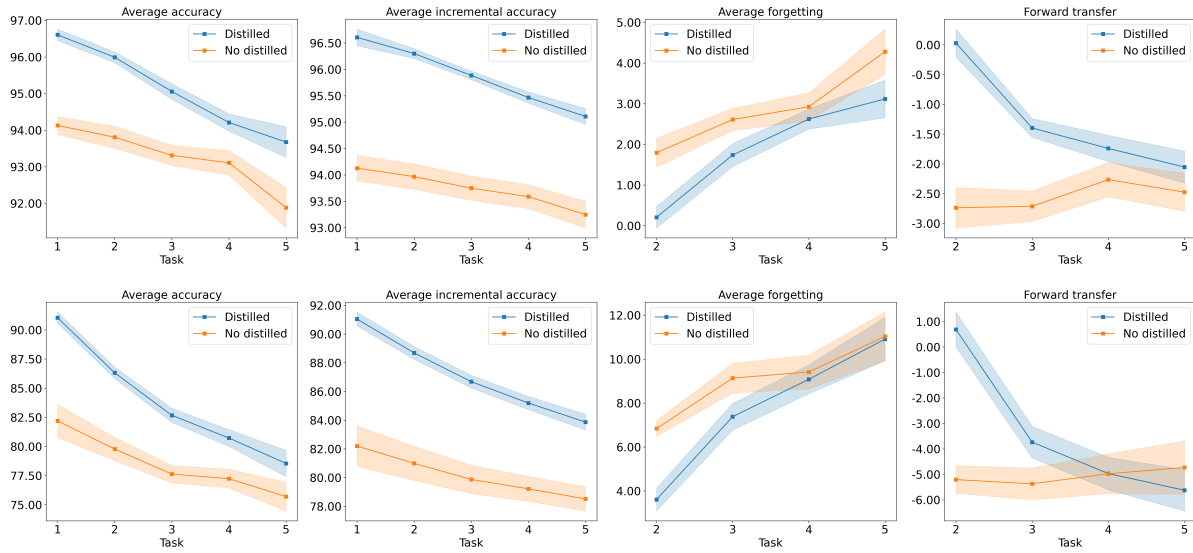 Average accuracy
97.00
96.00
95.00
94.00
93.00
92.00
Distilled
No distilled
1 2 3 4 5
Task
Average incremental accuracy
96.50
96.00
95.50
95.00
94.50
94.00
93.50
93.00
Distilled
No distilled
1 2 3 4 5
Task
Average forgetting
5.00
4.00
3.00
2.00
1.00
0.00
Distilled
No distilled
2 3 4 5
Task
Forward transfer
0.00
-0.50
-1.00
-1.50
-2.00
-2.50
-3.00
Distilled
No distilled
2 3 4 5
Task
Average accuracy
90.00
87.50
85.00
82.50
80.00
77.50
75.00
Distilled
No distilled
1 2 3 4 5
Task
Average incremental accuracy
92.00
90.00
88.00
86.00
84.00
82.00
80.00
78.00
Distilled
No distilled
1 2 3 4 5
Task
Average forgetting
12.00
10.00
8.00
6.00
4.00
Distilled
No distilled
2 3 4 5
Task
Forward transfer
1.00
0.00
-1.00
-2.00
-3.00
-4.00
-5.00
-6.00
Distilled
No distilled
2 3 4 5
Task